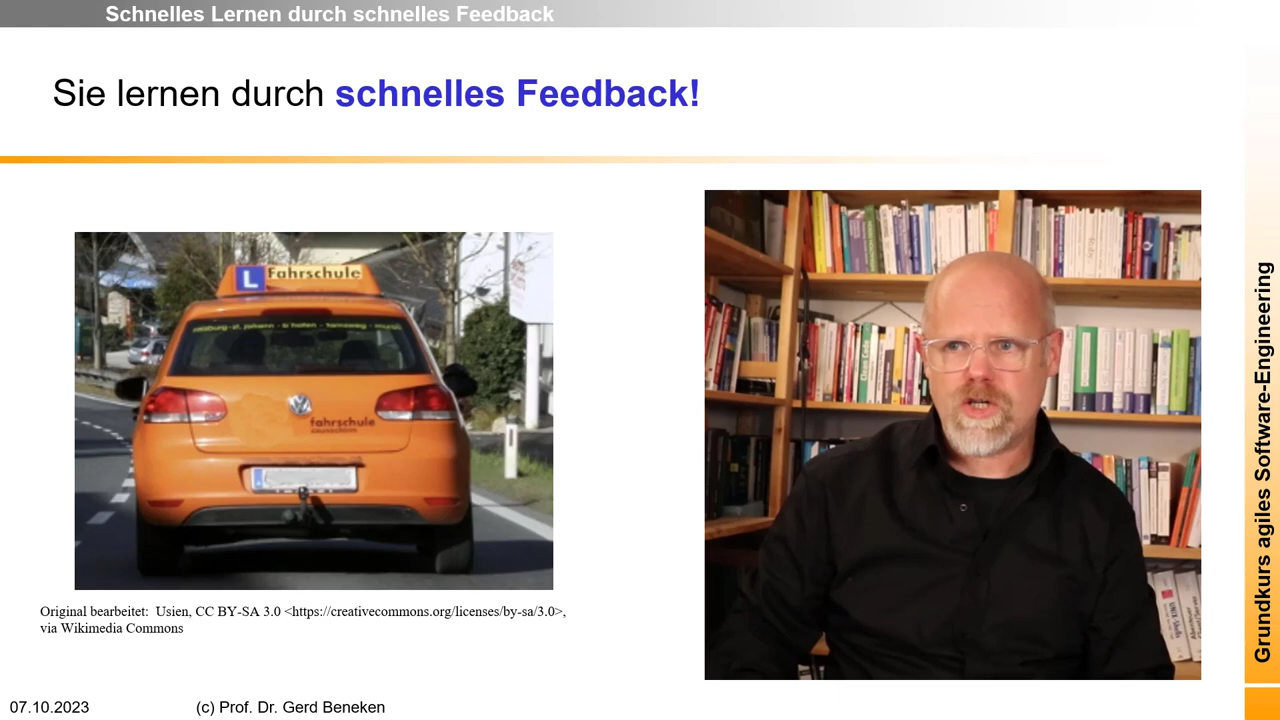 Schnelles Lernen durch schnelles Feedback
Sie lernen durch schnelles Feedback!
L Fahrschule
fahrschule
Original bearbeitet: Usien, CC BY-SA 3.0 <https://creativecommons.org/licenses/by-sa/3.0>,
via Wikimedia Commons
Clean Code
07.10.2023
(c) Prof. Dr. Gerd Beneken
Grundkurs agiles Software-Engineering